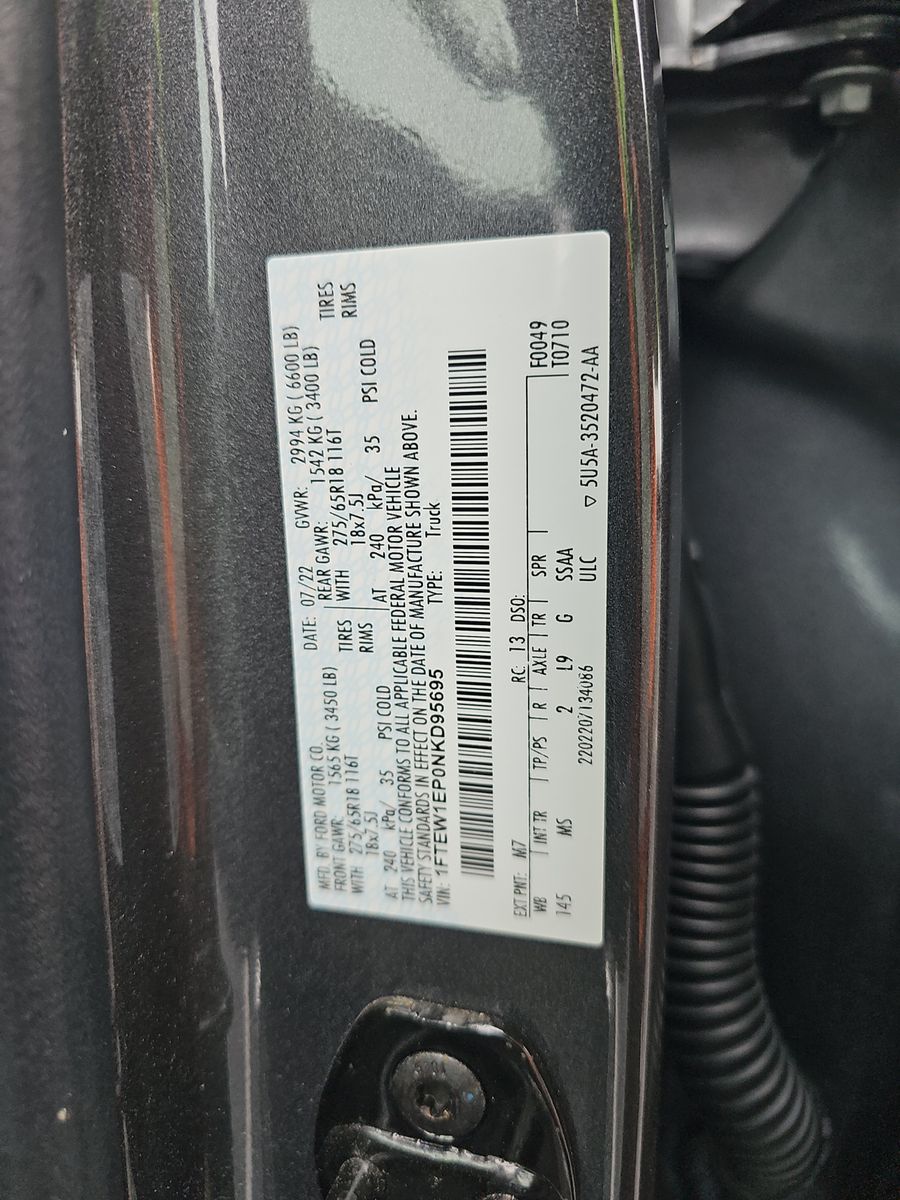 MFD. BY FORD MOTOR CO. DATE: 07/22 GVWR: 2994 KG ( 6600 LB)
FRONT GAWR: 1565 KG ( 3450 LB) REAR GAWR: 1542 KG ( 3400 LB)
WITH 275/65R18 116T TIRES WITH 275/65R18 116T TIRES
18x7.5J RIMS 18x7.5J RIMS
AT 240 kPa/ 35 PSI COLD AT 240 kPa/ 35 PSI COLD
THIS VEHICLE CONFORMS TO ALL APPLICABLE FEDERAL MOTOR VEHICLE
SAFETY STANDARDS IN EFFECT ON THE DATE OF MANUFACTURE SHOWN ABOVE.
VIN: 1FTEW1EP0NKD95695 TYPE: Truck
EXT PNT: M7 RC: 13 DSO: F0049
WB INT TR TP/PS R AXLE TR SPR T0710
145 MS 2 L9 G SSAA
2202207134086 ULC ▽ 5U5A-3520472-AA